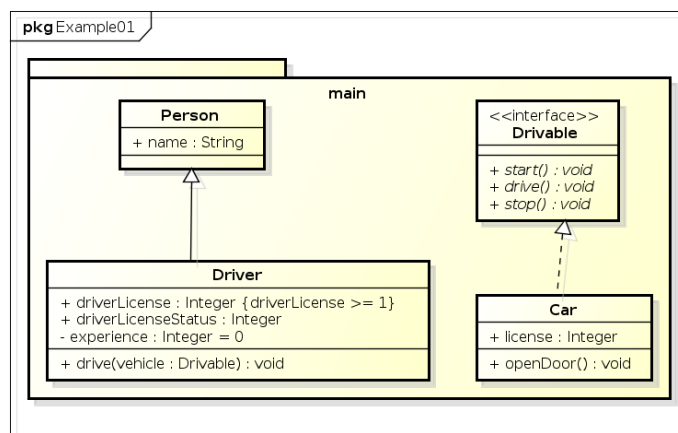 pkg Example01
main
Person
+ name : String
<<interface>>
Drivable
+ start() : void
+ drive() : void
+ stop() : void
Driver
+ driverLicense : Integer {driverLicense >= 1}
+ driverLicenseStatus : Integer
- experience : Integer = 0
+ drive(vehicle : Drivable) : void
Car
+ license : Integer
+ openDoor() : void